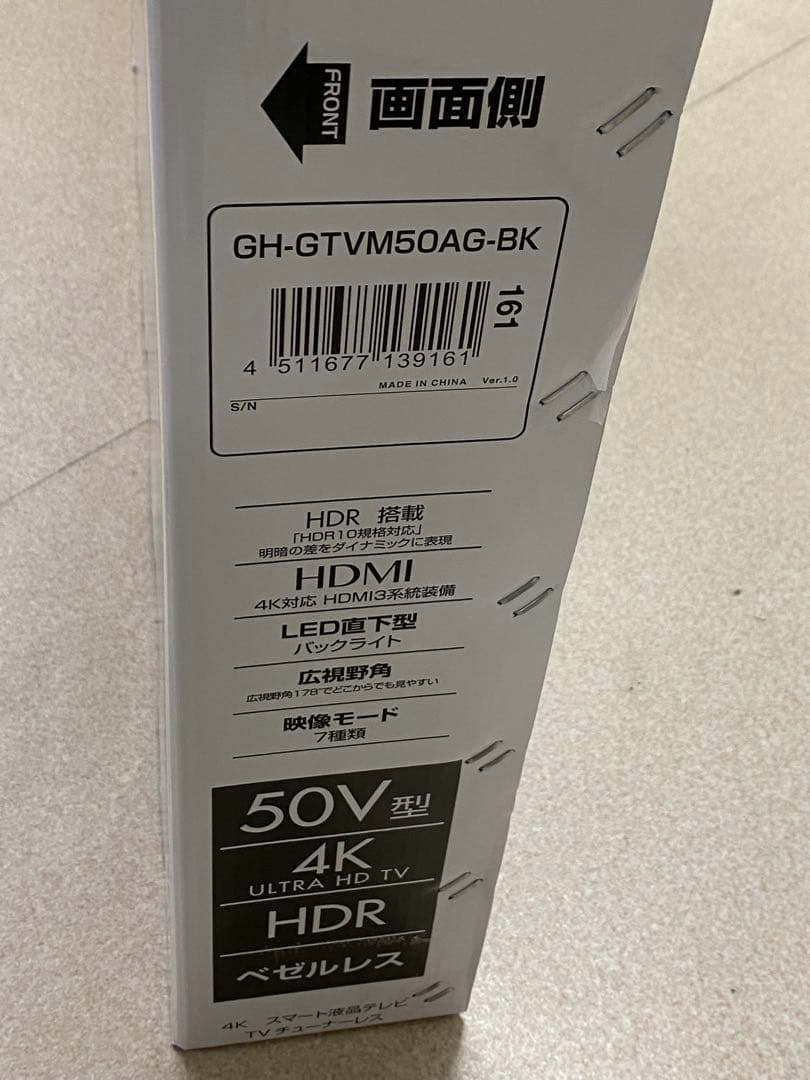 FRONT 画面側
GH-GTVM50AG-BK
161
4 511677 139161
MADE IN CHINA Ver.1.0
S/N
HDR 搭載
「HDR10規格対応」
明暗の差をダイナミックに表現
HDMI
4K対応 HDMI3系統装備
LED直下型
バックライト
広視野角
広視野角178°でどこからでも見やすい
映像モード
7種類
50V型
4K
ULTRA HD TV
HDR
ベゼルレス
4K スマート液晶テレビ
TVチューナーレス